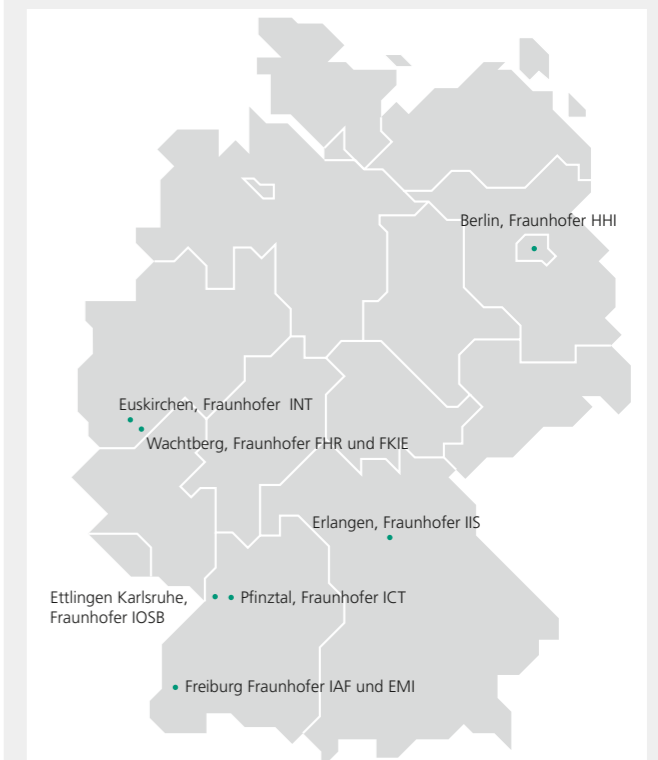 Berlin, Fraunhofer HHI
Euskirchen, Fraunhofer INT
Wachtberg, Fraunhofer FHR und FKIE
Erlangen, Fraunhofer IIS
Ettlingen Karlsruhe,
Fraunhofer IOSB
Pfinztal, Fraunhofer ICT
Freiburg Fraunhofer IAF und EMI